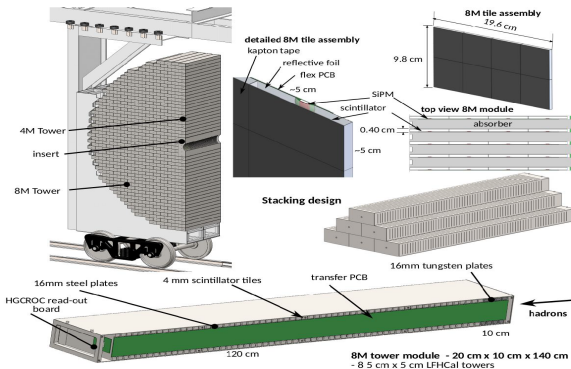 detailed 8M tile assembly
kapton tape
reflective foil
flex PCB
~5 cm
SiPM
scintillator
0.40 cm
~5 cm
8M tile assembly
19.6 cm
9.8 cm
top view 8M module
absorber
4M Tower
insert
8M Tower
Stacking design
16mm steel plates
4 mm scintillator tiles
transfer PCB
16mm tungsten plates
HGCROC read-out
board
hadrons
120 cm
10 cm
8M tower module - 20 cm x 10 cm x 140 cm
- 8 5 cm x 5 cm LFHCal towers